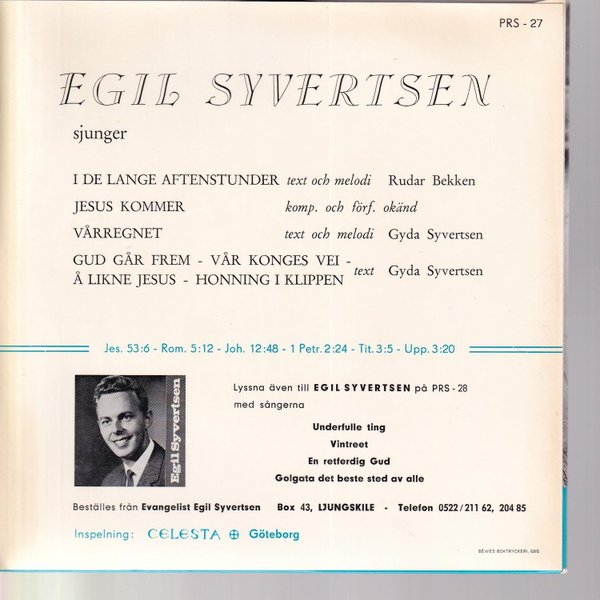 PRS - 27
EGIL SYVERTSEN
sjunger
I DE LANGE AFTENSTUNDER text och melodi Rudar Bekken
JESUS KOMMER komp. och förf. okänd
VÅRREGNET text och melodi Gyda Syvertsen
GUD GÅR FREM - VÅR KONGES VEI -
Å LIKNE JESUS - HONNING I KLIPPEN text Gyda Syvertsen
Jes. 53:6 - Rom. 5:12 - Joh. 12:48 - 1 Petr. 2:24 - Tit. 3:5 - Upp. 3:20
Egil Syvertsen
Lyssna även till EGIL SYVERTSEN på PRS - 28
med sångerna
Underfulle ting
Vintreet
En retferdig Gud
Golgata det beste sted av alle
Beställes från Evangelist Egil Syvertsen Box 43, LJUNGSKILE - Telefon 0522/211 62, 204 85
Inspelning: CELESTA Göteborg
BÉWES BOKTRYCKERI, GBG